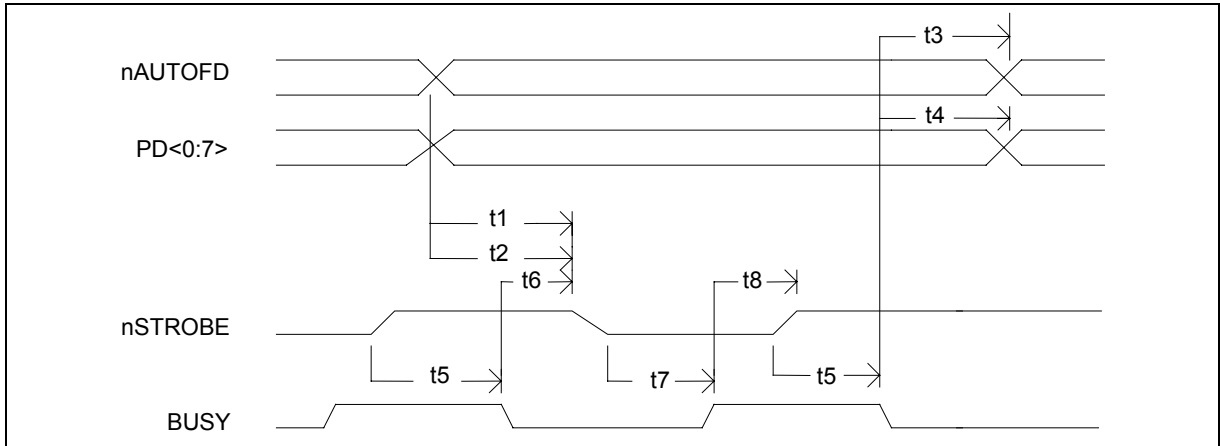 t3
nAUTOFD
t4
PD<0:7>
t1
t2
t6
t8
nSTROBE
t5
t7
t5
BUSY